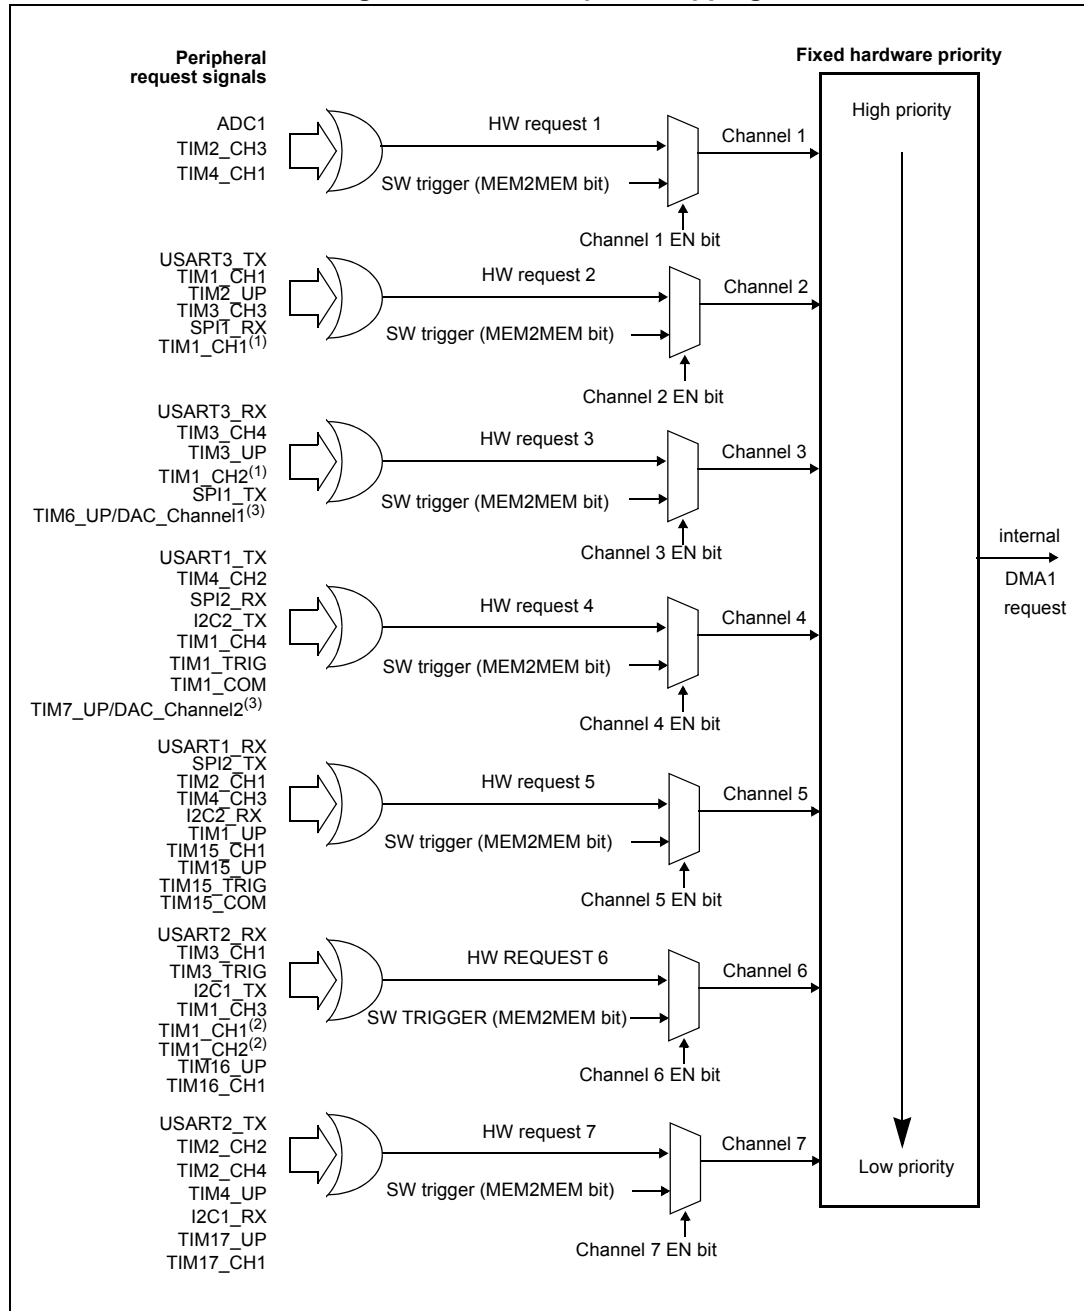 Peripheral
request signals
Fixed hardware priority
High priority
ADC1
TIM2_CH3
TIM4_CH1
HW request 1
SW trigger (MEM2MEM bit)
Channel 1
Channel 1 EN bit
USART3_TX
TIM1_CH1
TIM2_UP
TIM3_CH3
SPI1_RX
TIM1_CH1(1)
HW request 2
SW trigger (MEM2MEM bit)
Channel 2
Channel 2 EN bit
USART3_RX
TIM3_CH4
TIM3_UP
TIM1_CH2(1)
SPI1_TX
TIM6_UP/DAC_Channel1(3)
HW request 3
SW trigger (MEM2MEM bit)
Channel 3
Channel 3 EN bit
internal
DMA1
request
USART1_TX
TIM4_CH2
SPI2_RX
I2C2_TX
TIM1_CH4
TIM1_TRIG
TIM1_COM
TIM7_UP/DAC_Channel2(3)
HW request 4
SW trigger (MEM2MEM bit)
Channel 4
Channel 4 EN bit
USART1_RX
SPI2_TX
TIM2_CH1
TIM4_CH3
I2C2_RX
TIM1_UP
TIM15_CH1
TIM15_UP
TIM15_TRIG
TIM15_COM
HW request 5
SW trigger (MEM2MEM bit)
Channel 5
Channel 5 EN bit
USART2_RX
TIM3_CH1
TIM3_TRIG
I2C1_TX
TIM1_CH3
TIM1_CH1(2)
TIM1_CH2(2)
TIM16_UP
TIM16_CH1
HW REQUEST 6
SW TRIGGER (MEM2MEM bit)
Channel 6
Channel 6 EN bit
USART2_TX
TIM2_CH2
TIM2_CH4
TIM4_UP
I2C1_RX
TIM17_UP
TIM17_CH1
HW request 7
SW trigger (MEM2MEM bit)
Channel 7
Channel 7 EN bit
Low priority